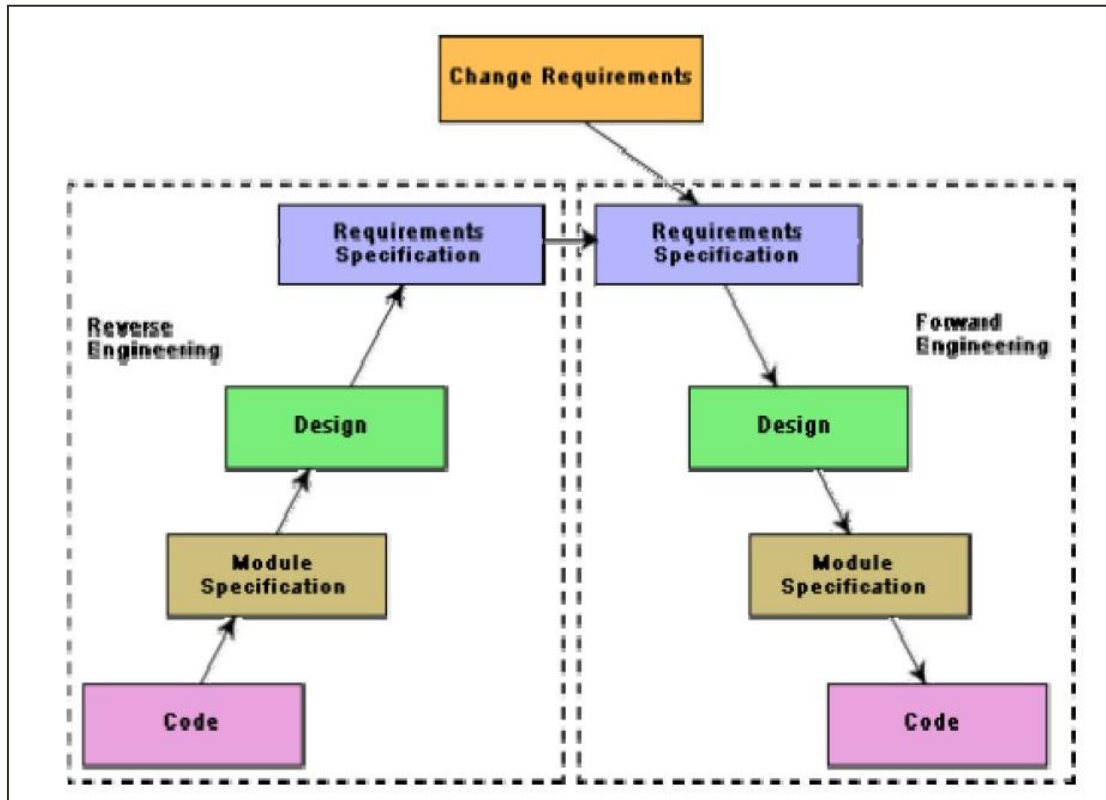 Change Requirements
Requirements
Specification
Requirements
Specification
Reverse
Engineering
Forward
Engineering
Design
Design
Module
Specification
Module
Specification
Code
Code